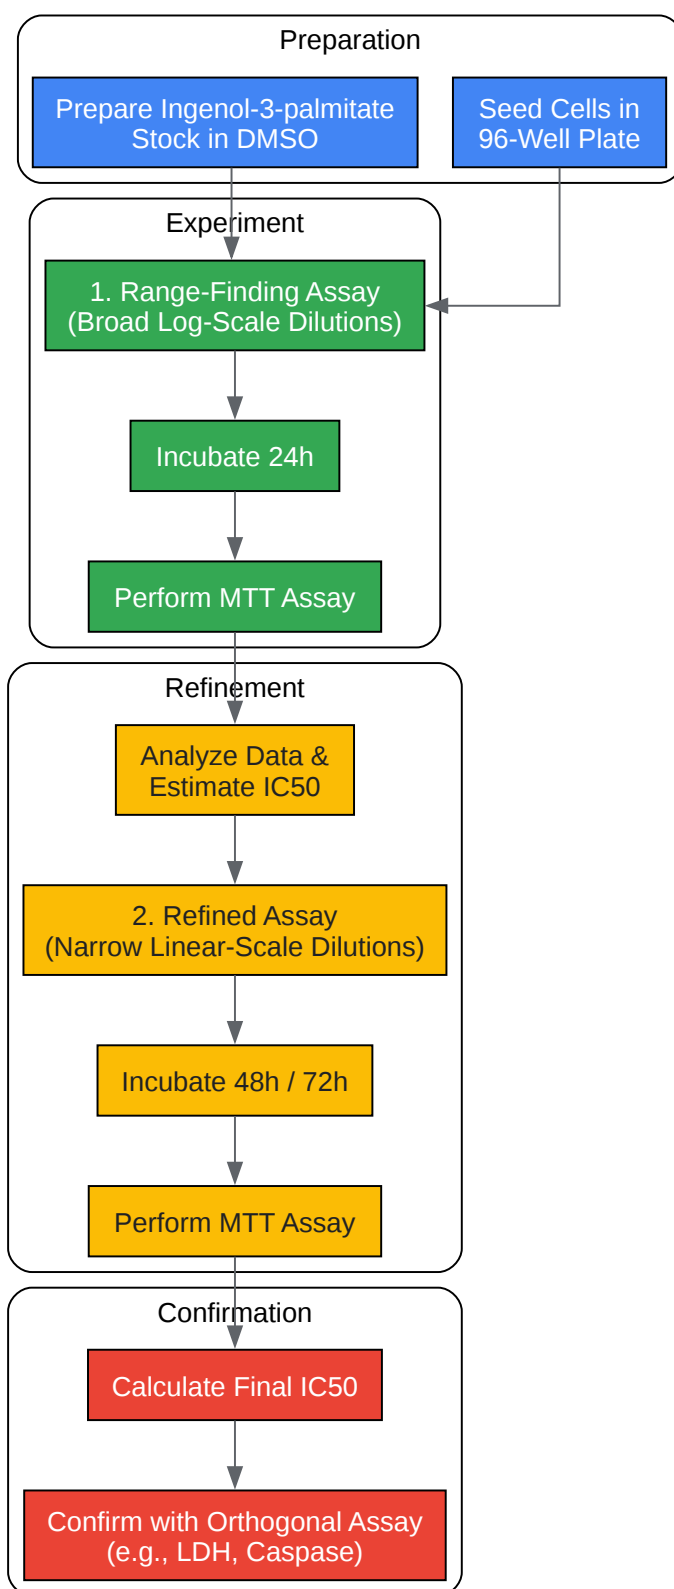 Preparation
Prepare Ingenol-3-palmitate
Stock in DMSO
Seed Cells in
96-Well Plate
Experiment
1. Range-Finding Assay
(Broad Log-Scale Dilutions)
Incubate 24h
Perform MTT Assay
Refinement
Analyze Data &
Estimate IC50
2. Refined Assay
(Narrow Linear-Scale Dilutions)
Incubate 48h / 72h
Perform MTT Assay
Confirmation
Calculate Final IC50
Confirm with Orthogonal Assay
(e.g., LDH, Caspase)